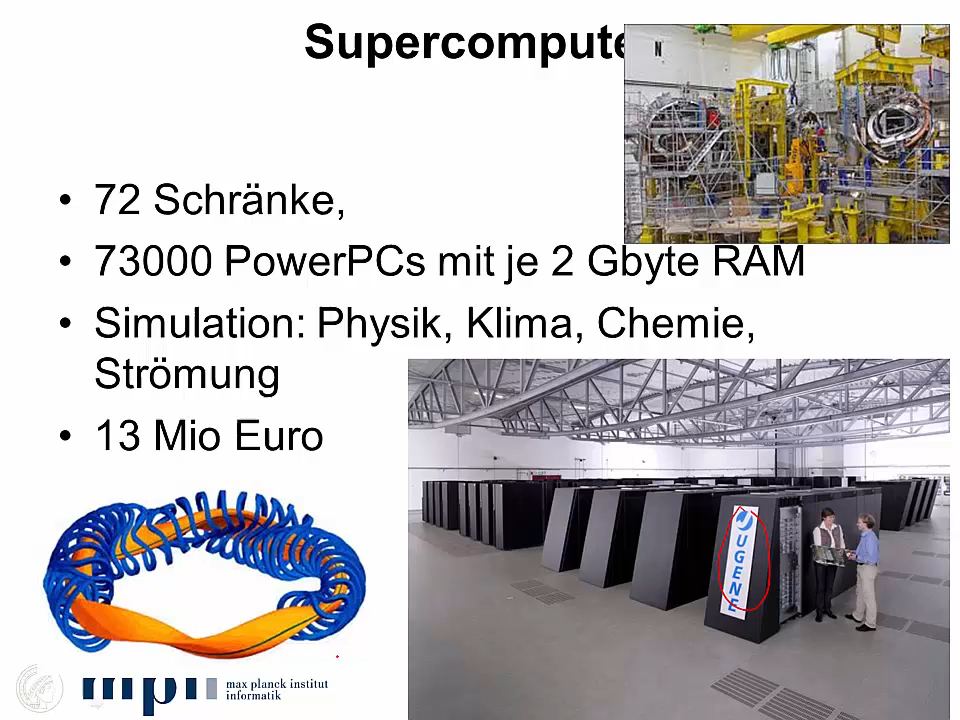 Supercompute
72 Schränke,
73000 PowerPCs mit je 2 Gbyte RAM
Simulation: Physik, Klima, Chemie,
Strömung
13 Mio Euro
JUGENE
max planck institut
informatik